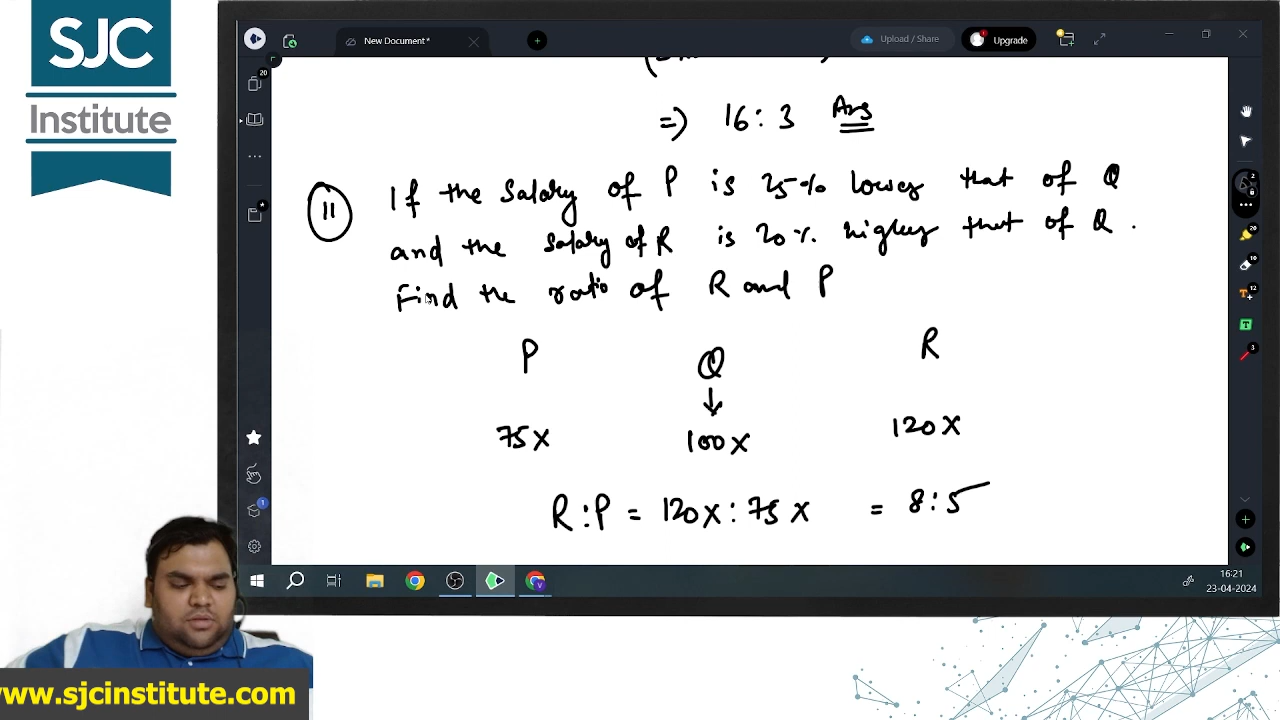 SJC
Institute
New Document*
Upload / Share
Upgrade
=) 16 : 3 Ans
11
If the salary of P is 25% lower that of Q
and the salary of R is 20% higher that of Q.
Find the ratio of R and P
P Q R
75x 100x 120x
R : P = 120x : 75x = 8 : 5
16:21
23-04-2024
www.sjcinstitute.com